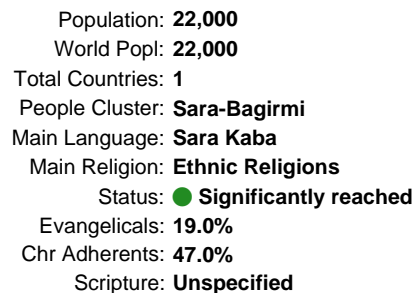 Population: 22,000
World Popl: 22,000
Total Countries: 1
People Cluster: Sara-Bagirmi
Main Language: Sara Kaba
Main Religion: Ethnic Religions
Status: Significantly reached
Evangelicals: 19.0%
Chr Adherents: 47.0%
Scripture: Unspecified